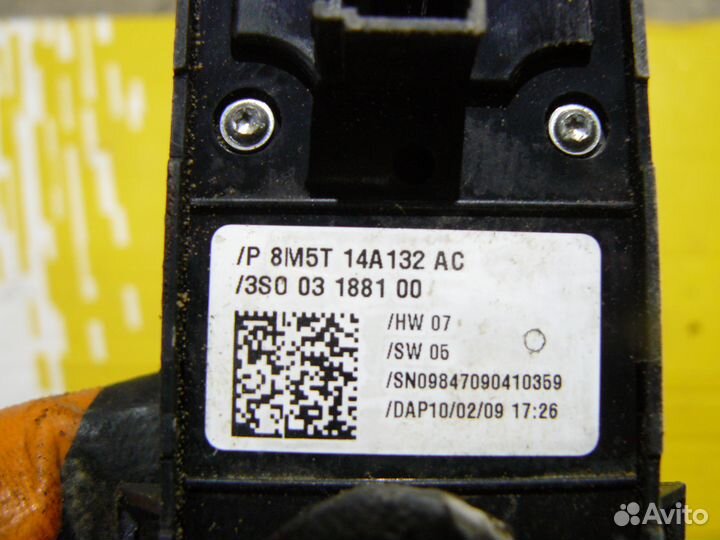 /P 8M5T 14A132 AC
/3S0 03 1881 00
/HW 07
/SW 05
/SN09847090410359
/DAP10/02/09 17:26
Avito